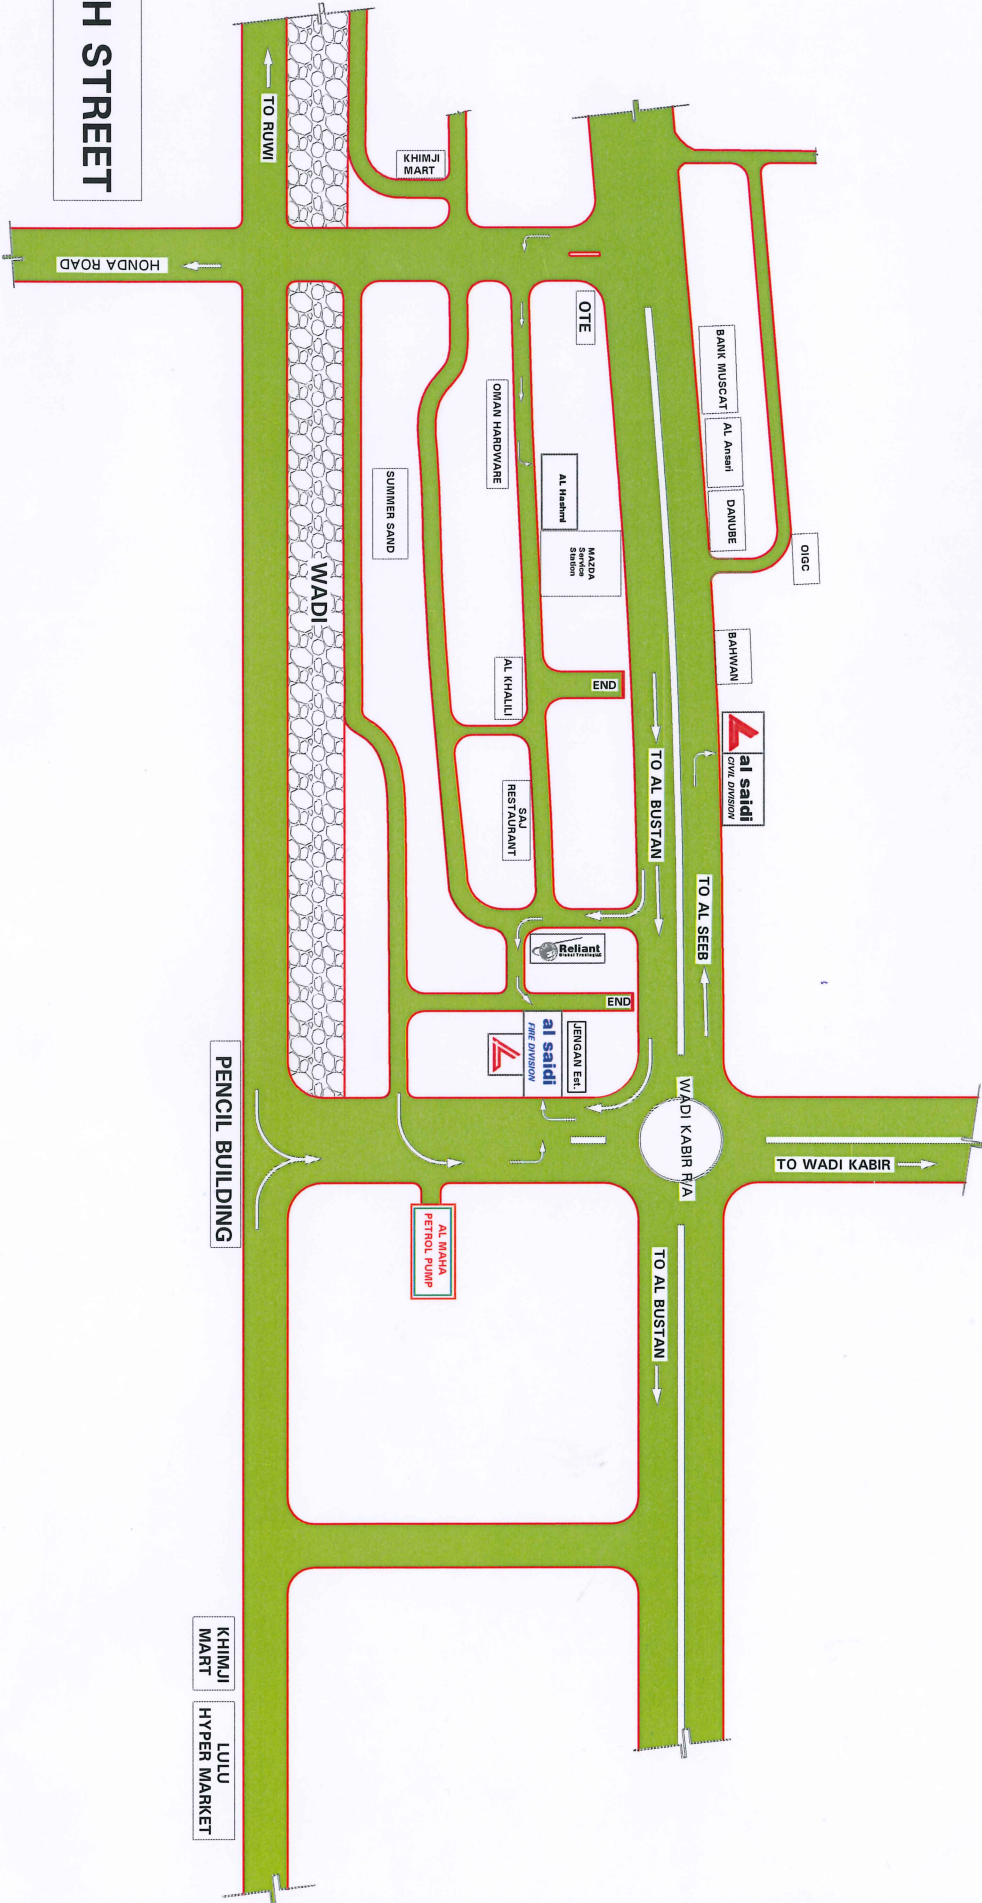 H STREET
TO RUWI
HONDA ROAD
KHIMJI
MART
OTE
BANK MUSCAT
AL Ansari
DANUBE
OIGC
BAHWAN
al saidi
CIVIL DIVISION
OMAN HARDWARE
AL Hashmi
MAZDA
Service
Station
SUMMER SAND
WADI
AL KHALILI
END
SAJ
RESTAURANT
TO AL BUSTAN
TO AL SEEB
Reliant
Global Trading LLC
END
JENGAN Est.
al saidi
FIRE DIVISION
WADI KABIR R/A
TO WADI KABIR
PENCIL BUILDING
AL MAHA
PETROL PUMP
TO AL BUSTAN
KHIMJI
MART
LULU
HYPER MARKET